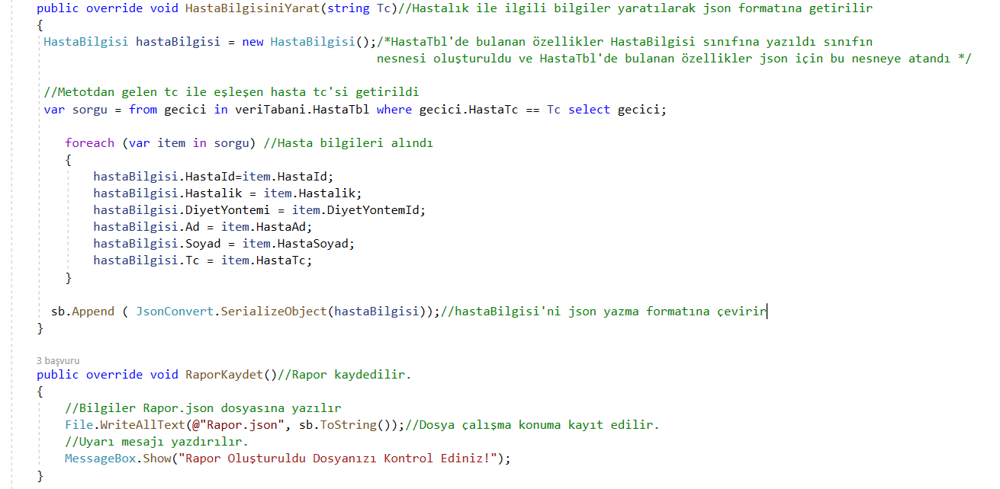 public override void HastaBilgisiniYarat(string Tc)//Hastalık ile ilgili bilgiler yaratılarak json formatına getirilir
{
HastaBilgisi hastaBilgisi = new HastaBilgisi();/*HastaTbl'de bulanan özellikler HastaBilgisi sınıfına yazıldı sınıfın
nesnesi oluşturuldu ve HastaTbl'de bulanan özellikler json için bu nesneye atandı */
//Metotdan gelen tc ile eşleşen hasta tc'si getirildi
var sorgu = from gecici in veriTabani.HastaTbl where gecici.HastaTc == Tc select gecici;
foreach (var item in sorgu) //Hasta bilgileri alındı
{
hastaBilgisi.HastaId=item.HastaId;
hastaBilgisi.Hastalik = item.Hastalik;
hastaBilgisi.DiyetYontemi = item.DiyetYontemId;
hastaBilgisi.Ad = item.HastaAd;
hastaBilgisi.Soyad = item.HastaSoyad;
hastaBilgisi.Tc = item.HastaTc;
}
sb.Append ( JsonConvert.SerializeObject(hastaBilgisi));//hastaBilgisi'ni json yazma formatına çevirir
}
3 başvuru
public override void RaporKaydet()//Rapor kaydedilir.
{
//Bilgiler Rapor.json dosyasına yazılır
File.WriteAllText(@"Rapor.json", sb.ToString());//Dosya çalışma konuma kayıt edilir.
//Uyarı mesajı yazdırılır.
MessageBox.Show("Rapor Oluşturuldu Dosyanızı Kontrol Ediniz!");
}